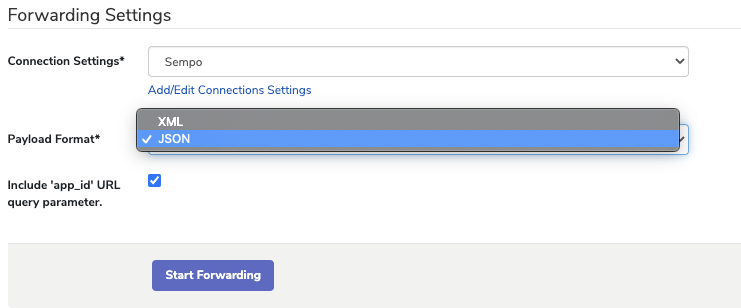 Forwarding Settings
Connection Settings*
Sempo
Add/Edit Connections Settings
XML
Payload Format*
JSON
Include 'app_id' URL
query parameter.
Start Forwarding